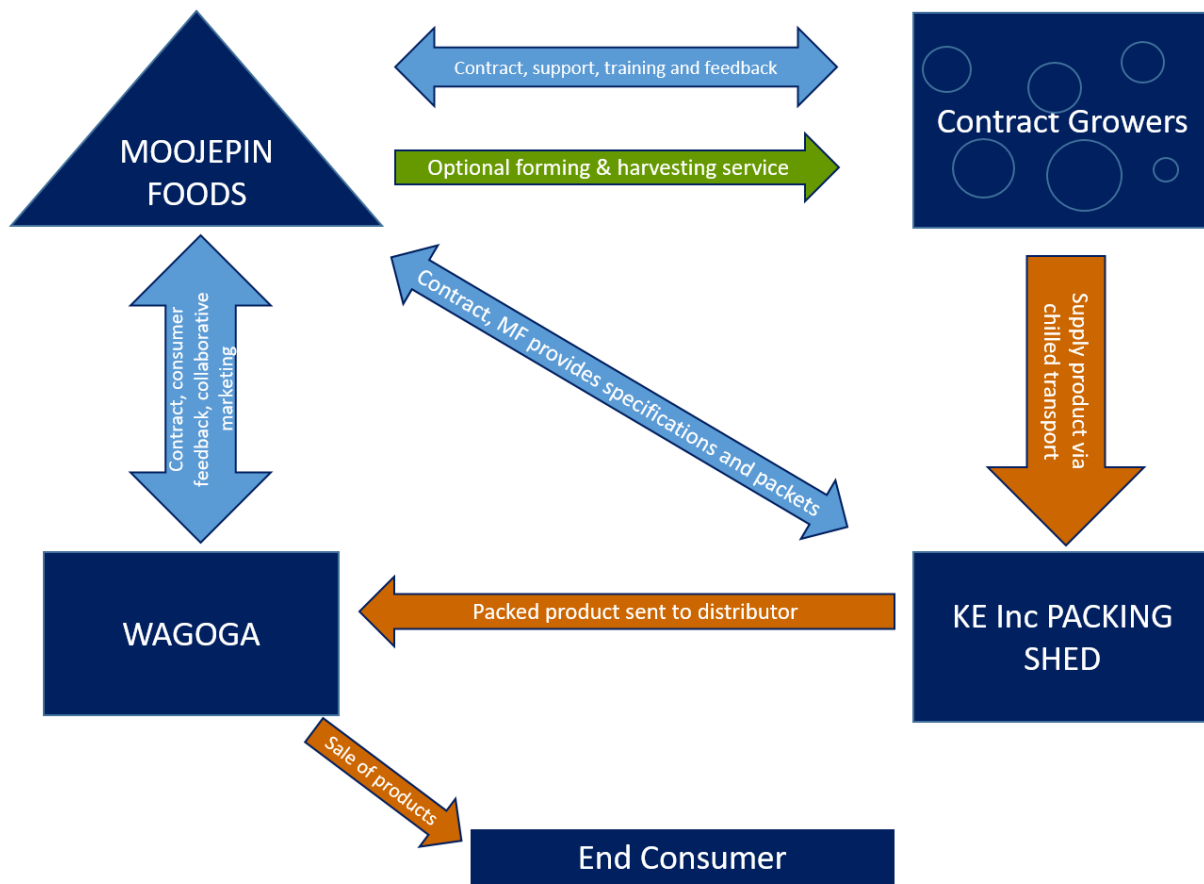 Contract, support, training and feedback
MOOJEPIN
FOODS
Contract Growers
Optional forming & harvesting service
Contract, consumer
feedback, collaborative
marketing
Contract, MF provides specifications and packets
Supply product via
chilled transport
WAGOGA
Packed product sent to distributor
KE Inc PACKING
SHED
Sale of products
End Consumer